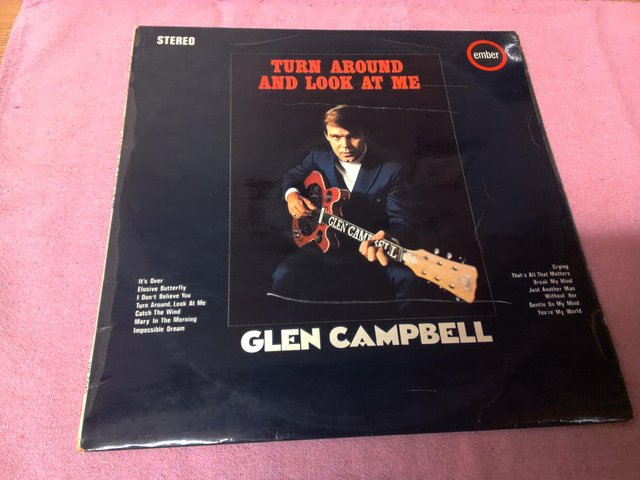 STEREO
ember
TURN AROUND
AND LOOK AT ME
GLEN CAMPBELL
It's Over
Elusive Butterfly
I Don't Believe You
Turn Around, Look At Me
Catch The Wind
Mary In The Morning
Impossible Dream
Crying
That's All That Matters
Break My Mind
Just Another Man
Without Her
Gentle On My Mind
You're My World
GLEN CAMPBELL